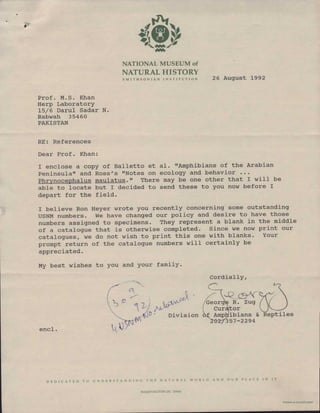 NATIONAL MUSEUM of
NATURAL HISTORY
SMITHSONIAN INSTITUTION
26 August 1992
Prof. M.S. Khan
Herp Laboratory
15/6 Darul Sadar N.
Rabwah 35460
PAKISTAN
RE: References
Dear Prof. Khan:
I enclose a copy of Balletto et al. "Amphibians of the Arabian
Peninsula" and Ross's "Notes on ecology and behavior ...
Phrynocephalus maulatus." There may be one other that I will be
able to locate but I decided to send these to you now before I
depart for the field.
I believe Ron Heyer wrote you recently concerning some outstanding
USNM numbers. We have changed our policy and desire to have those
numbers assigned to specimens. They represent a blank in the middle
of a catalogue that is otherwise completed. Since we now print our
catalogues, we do not wish to print this one with blanks. Your
prompt return of the catalogue numbers will certainly be
appreciated.
My best wishes to you and your family.
Cordially,
George
George R. Zug
Curator
Division of Amphibians & Reptiles
202/357-2294
30 9
92
encl.
DEDICATED TO UNDERSTANDING THE NATURAL WORLD AND OUR PLACE IN IT
WASHINGTON DC 20560